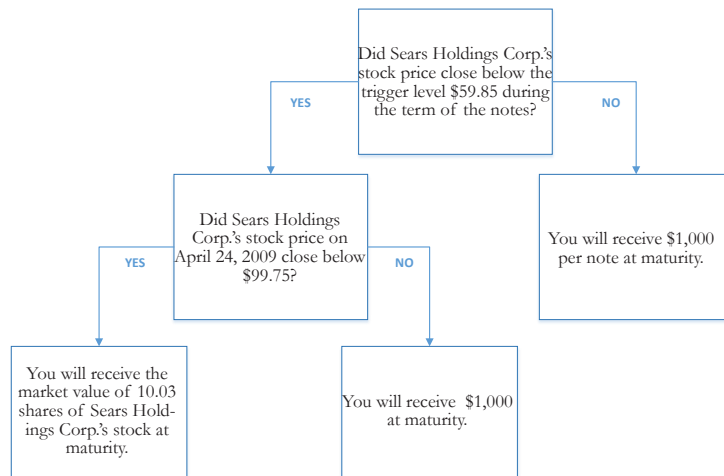 Did Sears Holdings Corp.'s
stock price close below the
trigger level $59.85 during
the term of the notes?
YES
NO
Did Sears Holdings
Corp.'s stock price on
April 24, 2009 close below
$99.75?
You will receive $1,000
per note at maturity.
YES
NO
You will receive the
market value of 10.03
shares of Sears Hold-
ings Corp.'s stock at
maturity.
You will receive $1,000
at maturity.